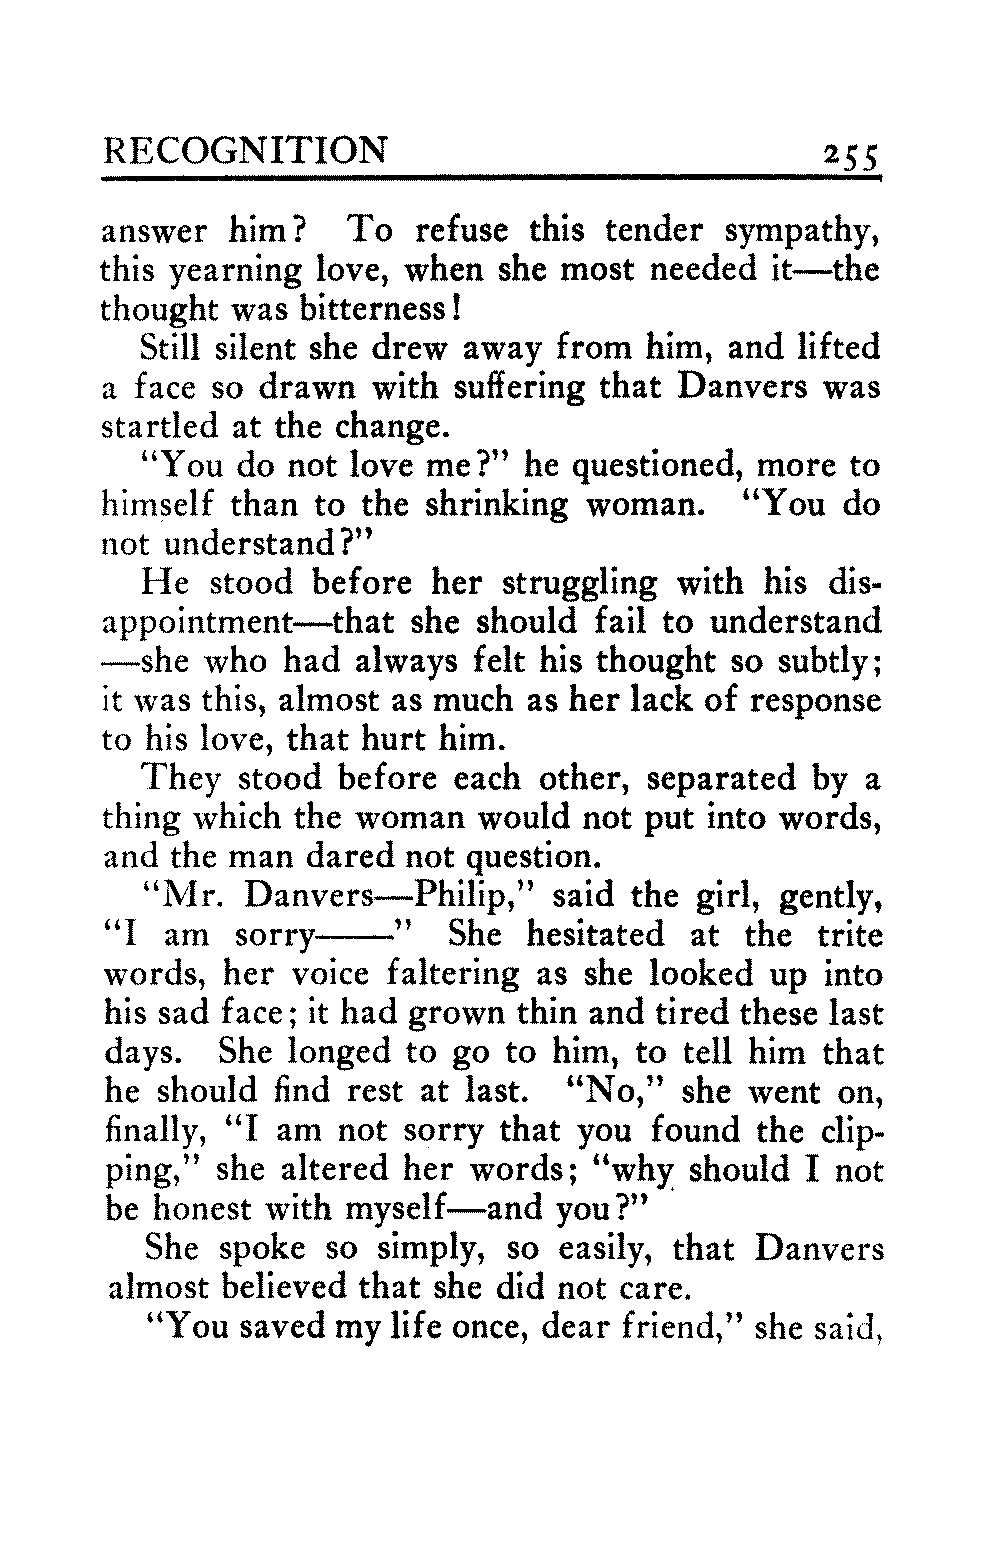 RECOGNITION 255
answer him? To refuse this tender sympathy,
this yearning love, when she most needed it—the
thought was bitterness!
Still silent she drew away from him, and lifted
a face so drawn with suffering that Danvers was
startled at the change.
“You do not love me?” he questioned, more to
himself than to the shrinking woman. “You do
not understand?”
He stood before her struggling with his dis-
appointment—that she should fail to understand
—she who had always felt his thought so subtly;
it was this, almost as much as her lack of response
to his love, that hurt him.
They stood before each other, separated by a
thing which the woman would not put into words,
and the man dared not question.
“Mr. Danvers—Philip,” said the girl, gently,
“I am sorry——” She hesitated at the trite
words, her voice faltering as she looked up into
his sad face; it had grown thin and tired these last
days. She longed to go to him, to tell him that
he should find rest at last. “No,” she went on,
finally, “I am not sorry that you found the clip-
ping,” she altered her words; “why should I not
be honest with myself—and you?”
She spoke so simply, so easily, that Danvers
almost believed that she did not care.
“You saved my life once, dear friend,” she said,